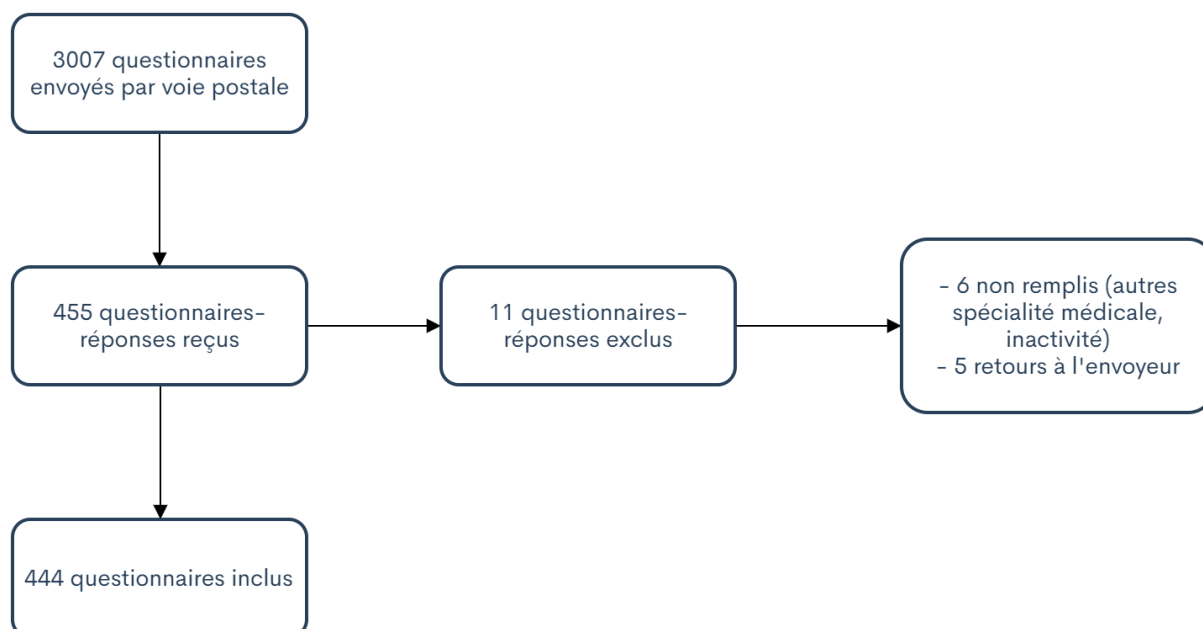 3007 questionnaires
envoyés par voie postale
455 questionnaires-
réponses reçus
11 questionnaires-
réponses exclus
- 6 non remplis (autres
spécialité médicale,
inactivité)
- 5 retours à l'envoyeur
444 questionnaires inclus